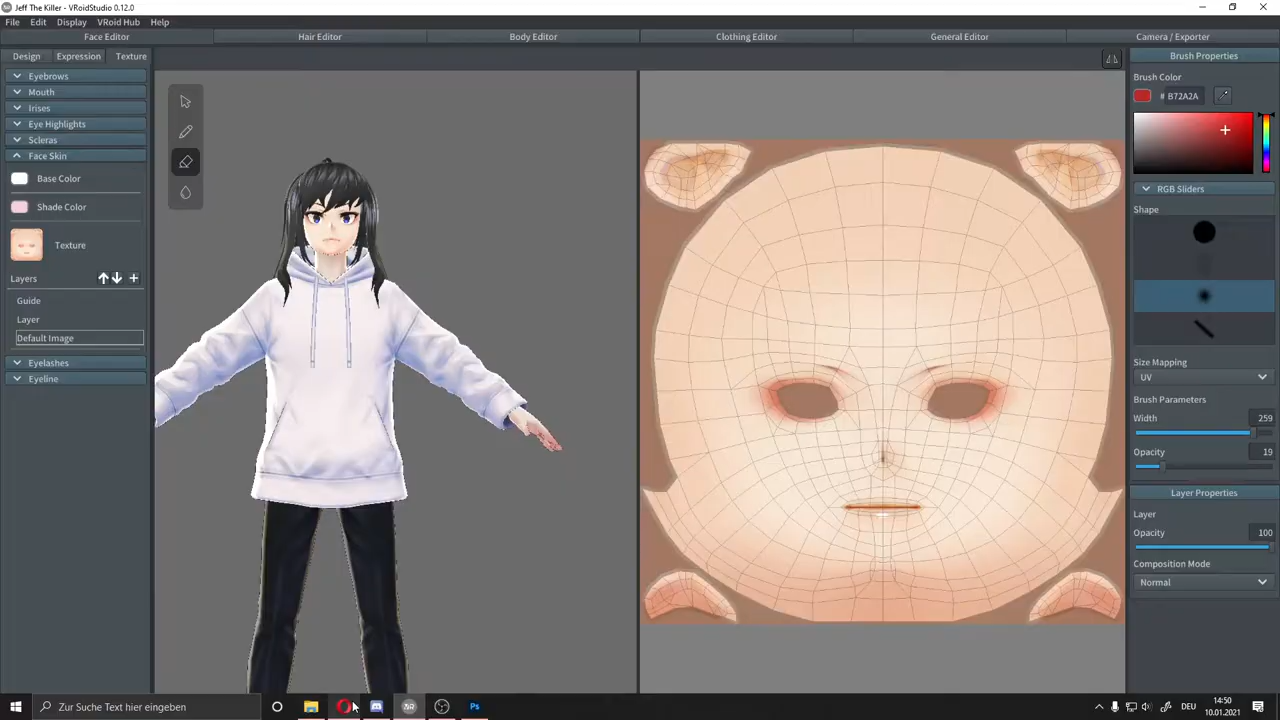 Jeff The Killer - VRoidStudio 0.12.0
File Edit Display VRoid Hub Help
Face Editor Hair Editor Body Editor Clothing Editor General Editor Camera / Exporter
Design Expression Texture
Eyebrows
Mouth
Irises
Eye Highlights
Scleras
Face Skin
Base Color
Shade Color
Texture
Layers
Guide
Layer
Default Image
Eyelashes
Eyeline
Brush Properties
Brush Color
# B72A2A
RGB Sliders
Shape
Size Mapping
UV
Brush Parameters
Width 259
Opacity 19
Layer Properties
Layer
Opacity 100
Composition Mode
Normal
Zur Suche Text hier eingeben
Ps
DEU
14:50
10.01.2021